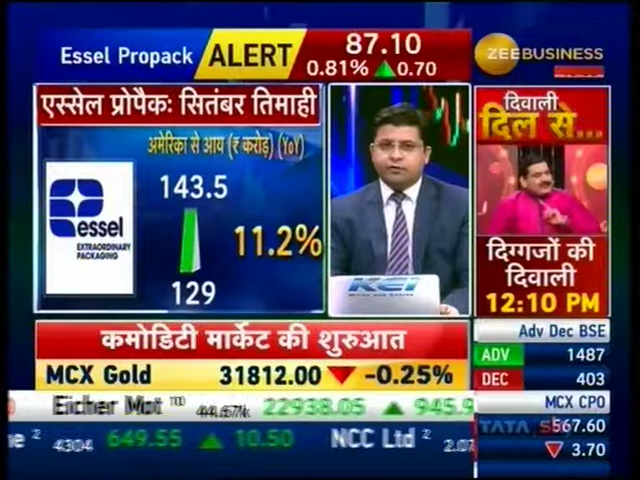 Essel Propack
ALERT
87.10
0.81% 0.70
ZEEBUSINESS
एस्सेल प्रोपैकः सितंबर तिमाही
अमेरिका से आय (₹ करोड़) (YoY)
143.5
11.2%
129
essel
EXTRAORDINARY
PACKAGING
KEI
दिवाली
दिल से...
दिग्गजों की
दिवाली
12:10 PM
कमोडिटी मार्केट की शुरुआत
MCX Gold 31812.00 -0.25%
Adv Dec BSE
ADV 1487
DEC 403
MCX CPO
567.60
3.70
Eicher Mot 22938.05 945.9
649.55 10.50 NCC Ltd 2
TATA